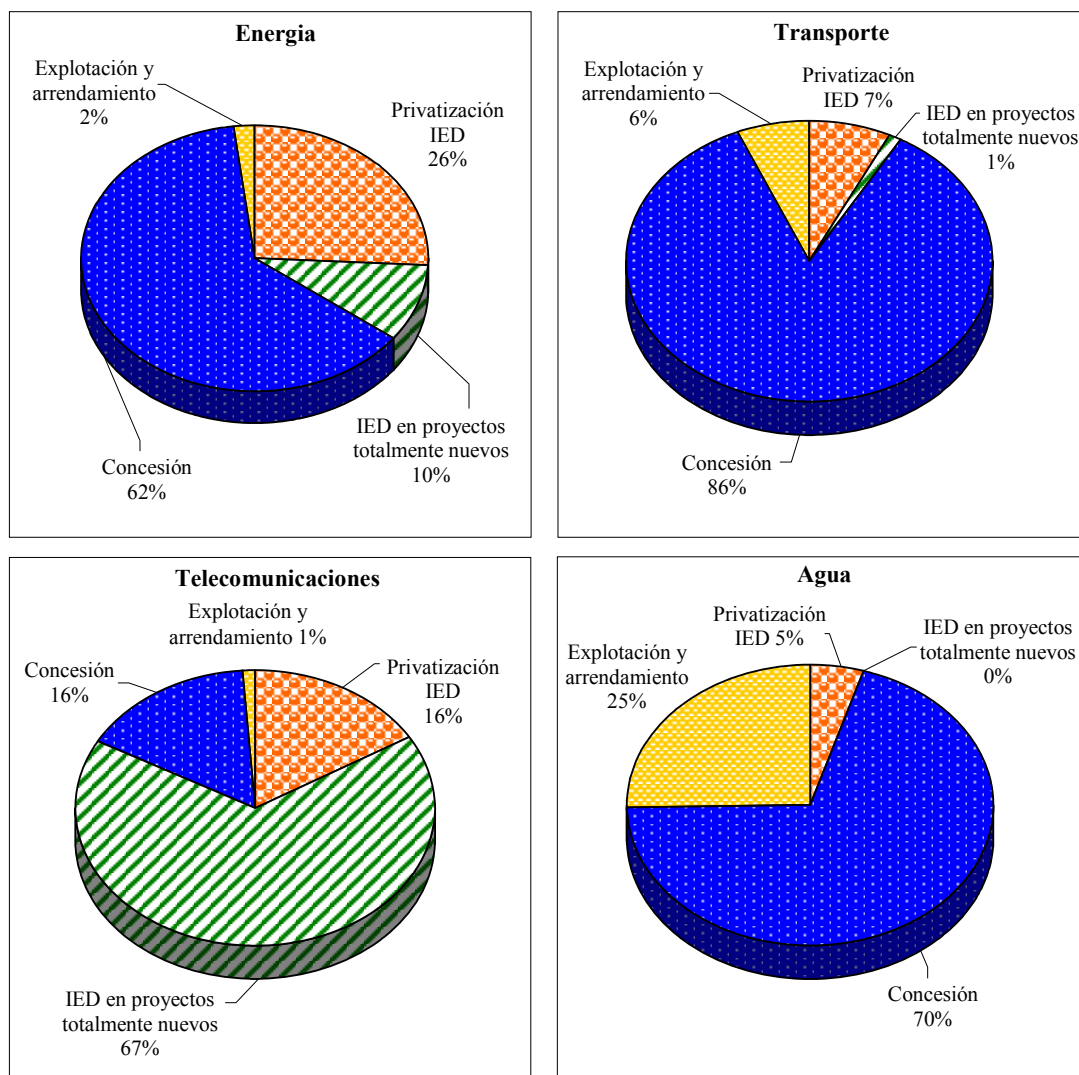 Energia
Explotación y
arrendamiento
2%
Privatización
IED
26%
IED en proyectos
totalmente nuevos
10%
Concesión
62%
Transporte
Explotación y
arrendamiento
6%
Privatización
IED 7%
IED en proyectos
totalmente nuevos
1%
Concesión
86%
Telecomunicaciones
Explotación y
arrendamiento 1%
Concesión
16%
Privatización
IED
16%
IED en proyectos
totalmente nuevos
67%
Agua
Privatización
IED 5%
IED en proyectos
totalmente nuevos
0%
Explotación y
arrendamiento
25%
Concesión
70%